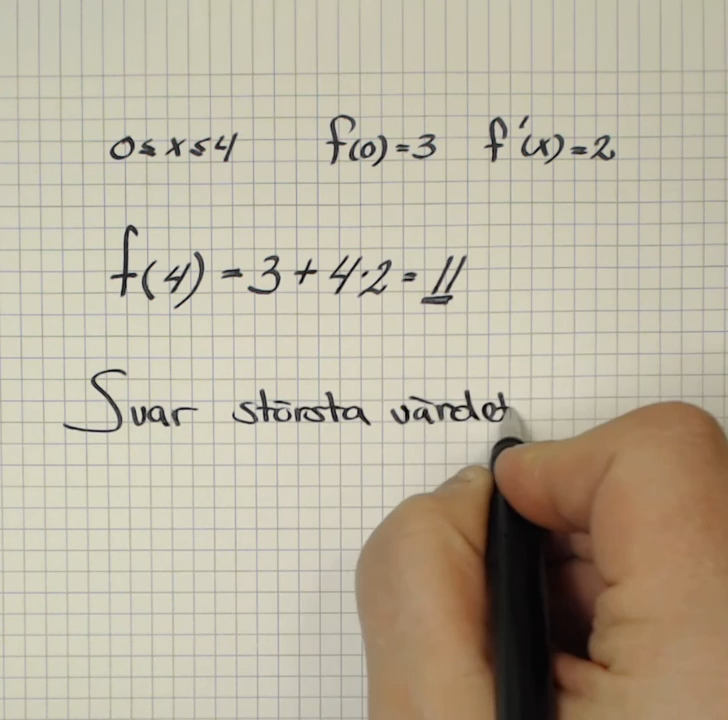 0≤x≤4 f(0)=3 f'(x)=2
f(4)=3+4·2=11
Svar största värdet